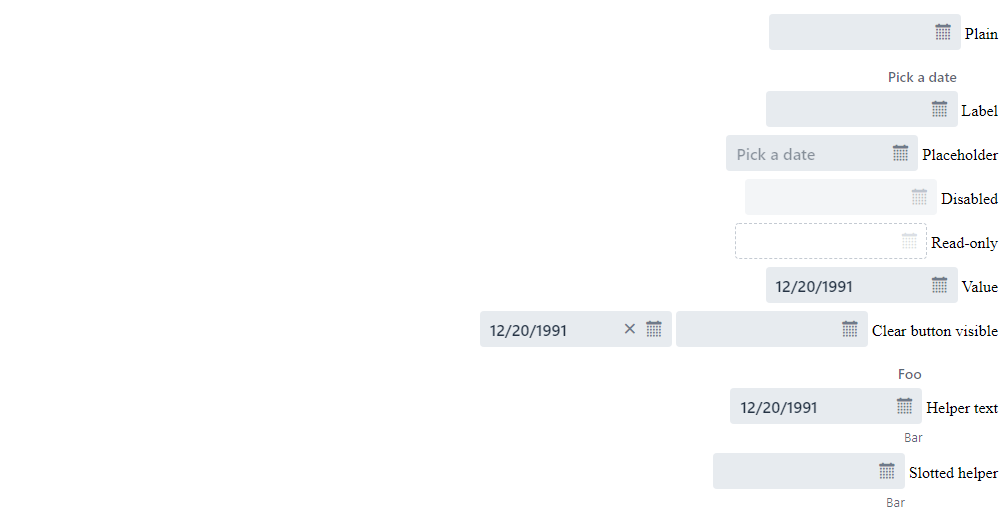 Plain
Pick a date
Label
Pick a date
Placeholder
Disabled
Read-only
12/20/1991
Value
12/20/1991
Clear button visible
Foo
12/20/1991
Helper text
Bar
Slotted helper
Bar